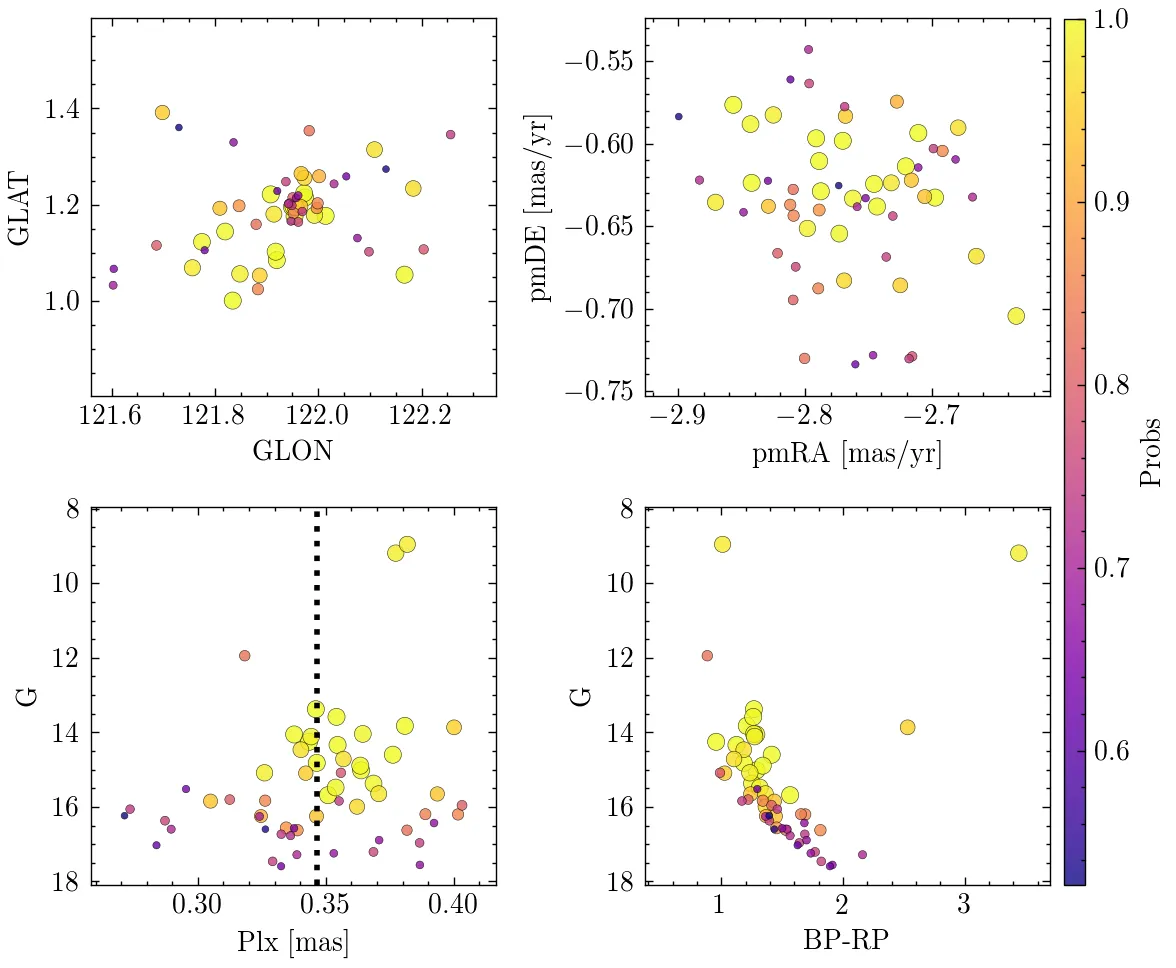 GLAT
1.4
1.2
1.0
121.6 121.8 122.0 122.2
GLON
pmDE [mas/yr]
−0.55
−0.60
−0.65
−0.70
−0.75
−2.9 −2.8 −2.7
pmRA [mas/yr]
1.0
0.9
0.8
0.7
0.6
Probs
G
8
10
12
14
16
18
0.30 0.35 0.40
Plx [mas]
G
8
10
12
14
16
18
1 2 3
BP-RP